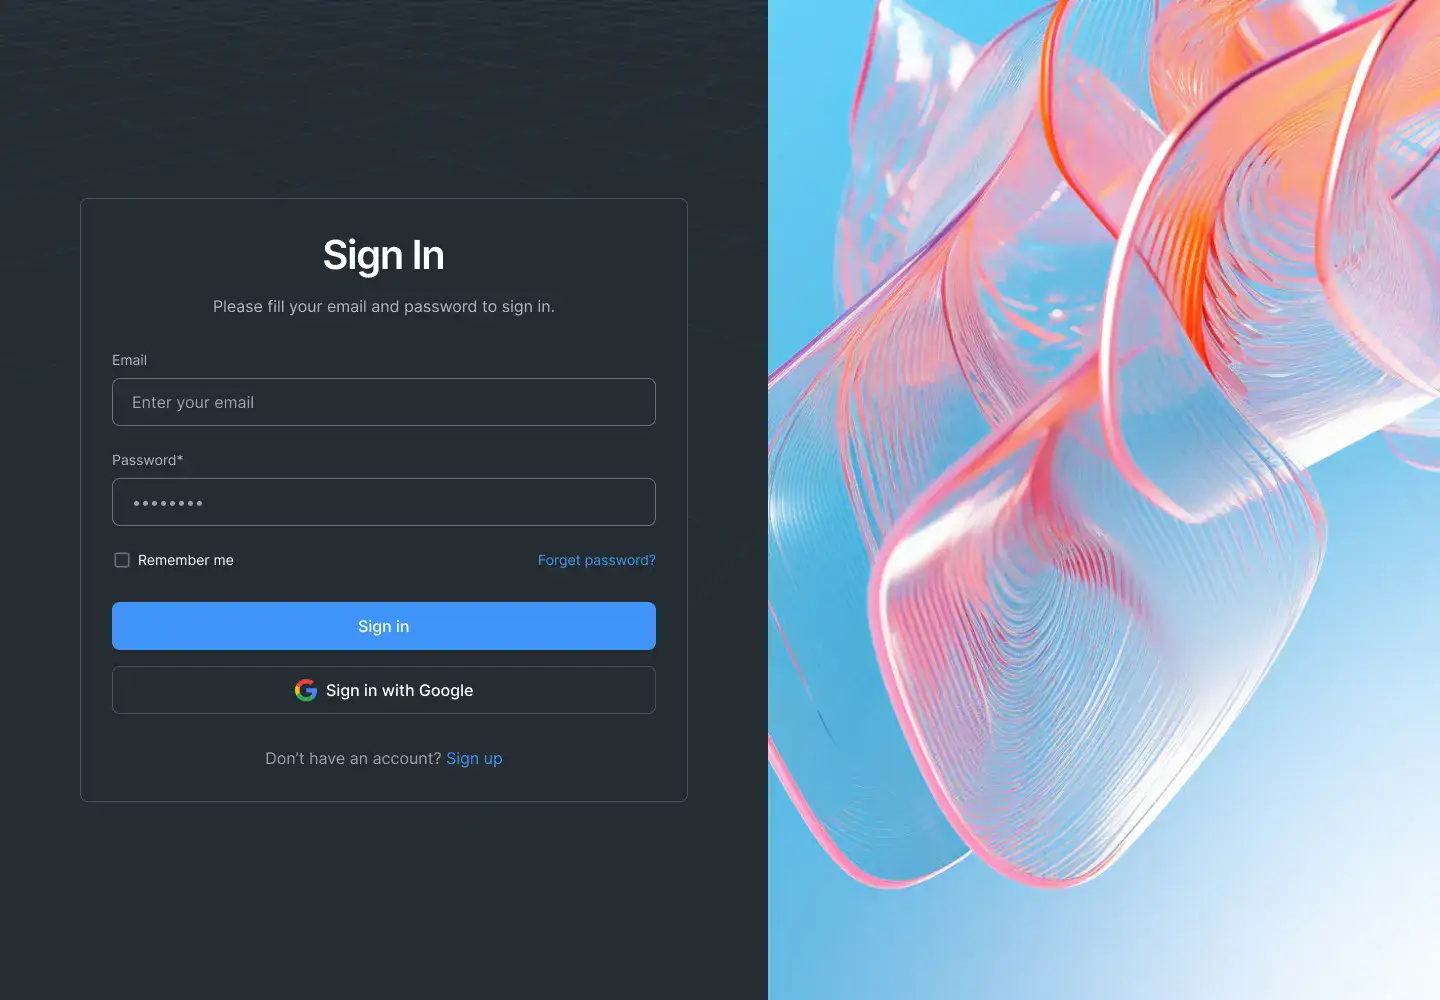 Sign In
Please fill your email and password to sign in.
Email
Enter your email
Password*
••••••••
Remember me
Forget password?
Sign in
Sign in with Google
Don’t have an account? Sign up